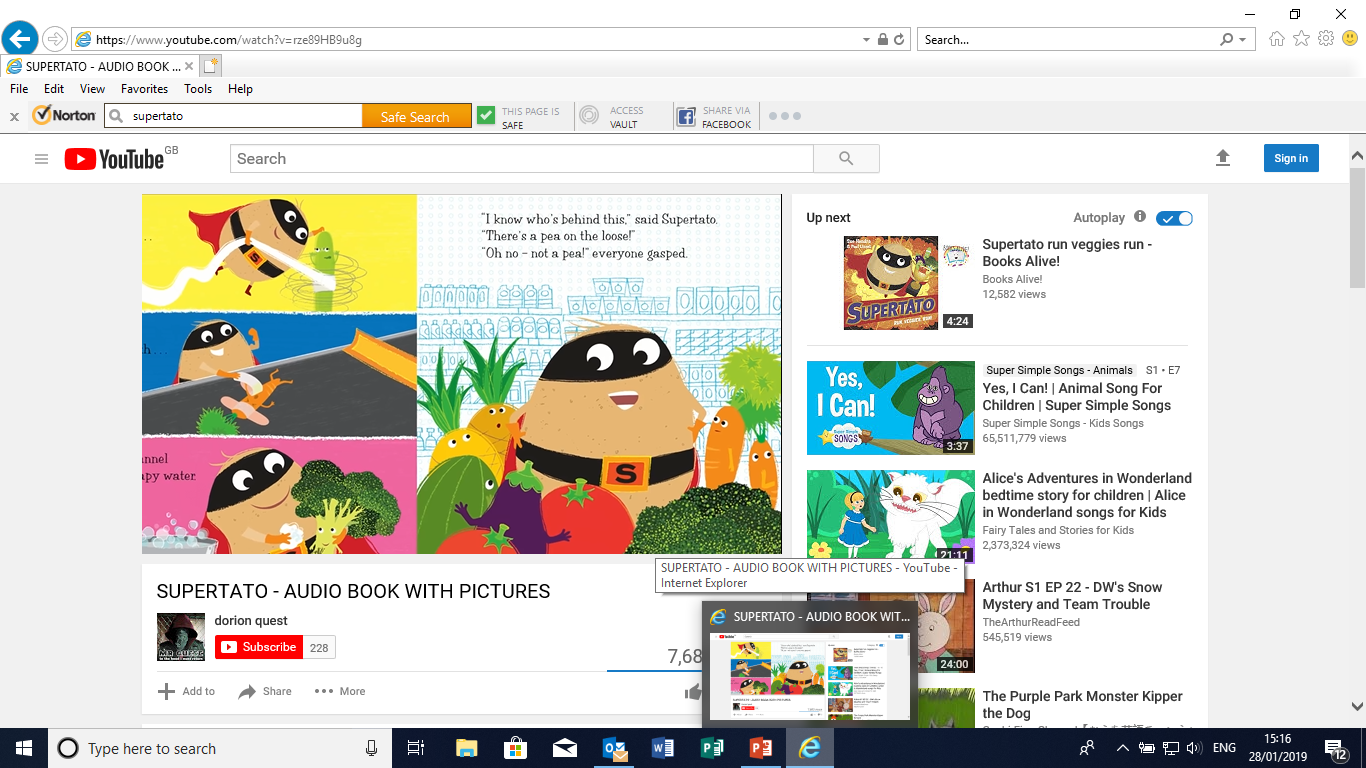 https://www.youtube.com/watch?v=rze89HB9u8g
Search...
SUPERTATO - AUDIO BOOK ...
File Edit View Favorites Tools Help
Norton
supertato
Safe Search
THIS PAGE IS
SAFE
ACCESS
VAULT
SHARE VIA
FACEBOOK
YouTube GB
Search
Sign in
"I know who's behind this," said Supertato.
"There's a pea on the loose!"
"Oh no – not a pea!" everyone gasped.
S
Up next
Autoplay
SUPERTATO
4:24
Supertato run veggies run -
Books Alive!
Books Alive!
12,582 views
Yes,
I Can!
Super Simple
SONGS
3:37
Super Simple Songs - Animals S1 • E7
Yes, I Can! | Animal Song For
Children | Super Simple Songs
Super Simple Songs - Kids Songs
65,511,779 views
21:11
Alice's Adventures in Wonderland
bedtime story for children | Alice
in Wonderland songs for Kids
Fairy Tales and Stories for Kids
2,373,324 views
24:00
Arthur S1 EP 22 - DW's Snow
Mystery and Team Trouble
TheArthurReadFeed
545,519 views
The Purple Park Monster Kipper
the Dog
SUPERTATO - AUDIO BOOK WITH PICTURES
dorion quest
Subscribe 228
7,68
Add to Share More
SUPERTATO - AUDIO BOOK WITH PICTURES - YouTube -
Internet Explorer
SUPERTATO - AUDIO BOOK WIT...
Type here to search
ENG
15:16
28/01/2019
12